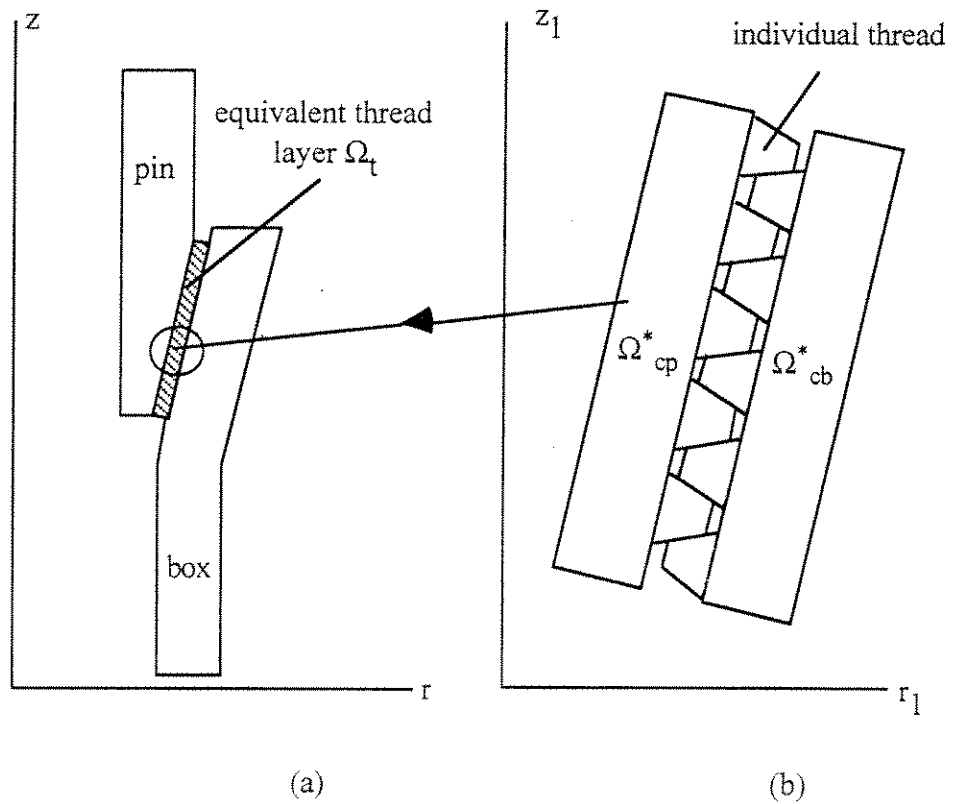 z
equivalent thread
layer Ωt
pin
box
r
(a)
z1
individual thread
Ω*cp
Ω*cb
r1
(b)